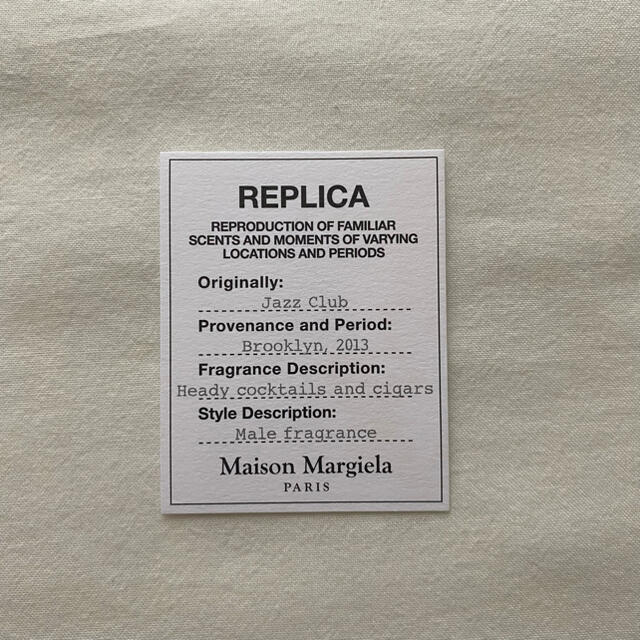 REPLICA
REPRODUCTION OF FAMILIAR
SCENTS AND MOMENTS OF VARYING
LOCATIONS AND PERIODS
Originally:
Jazz Club
Provenance and Period:
Brooklyn, 2013
Fragrance Description:
Heady cocktails and cigars
Style Description:
Male fragrance
Maison Margiela
PARIS